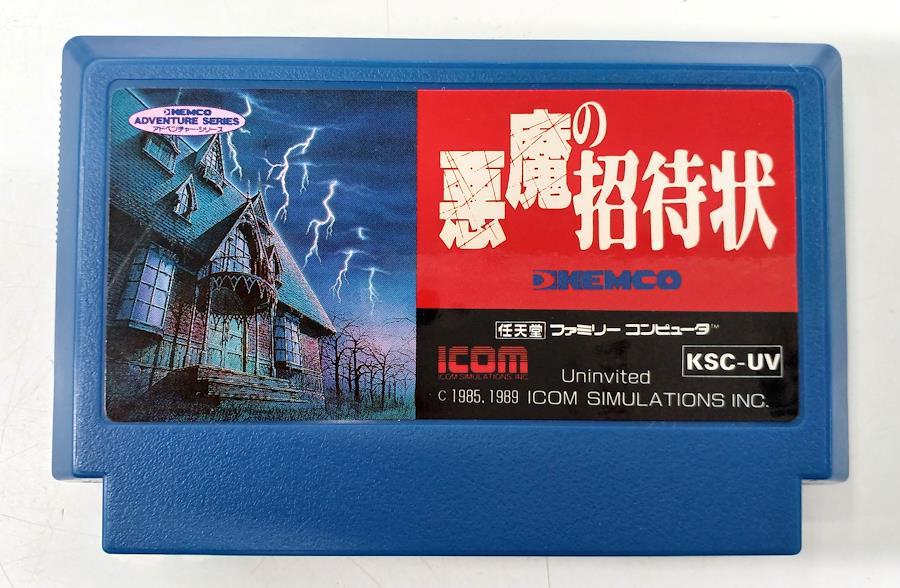 KEMCO
ADVENTURE SERIES
アドベンチャー・シリーズ
悪魔の
招待状
KEMCO
任天堂 ファミリー コンピュータ™
ICOM
ICOM SIMULATIONS, INC.
KSC-UV
Uninvited
C 1985, 1989 ICOM SIMULATIONS INC.